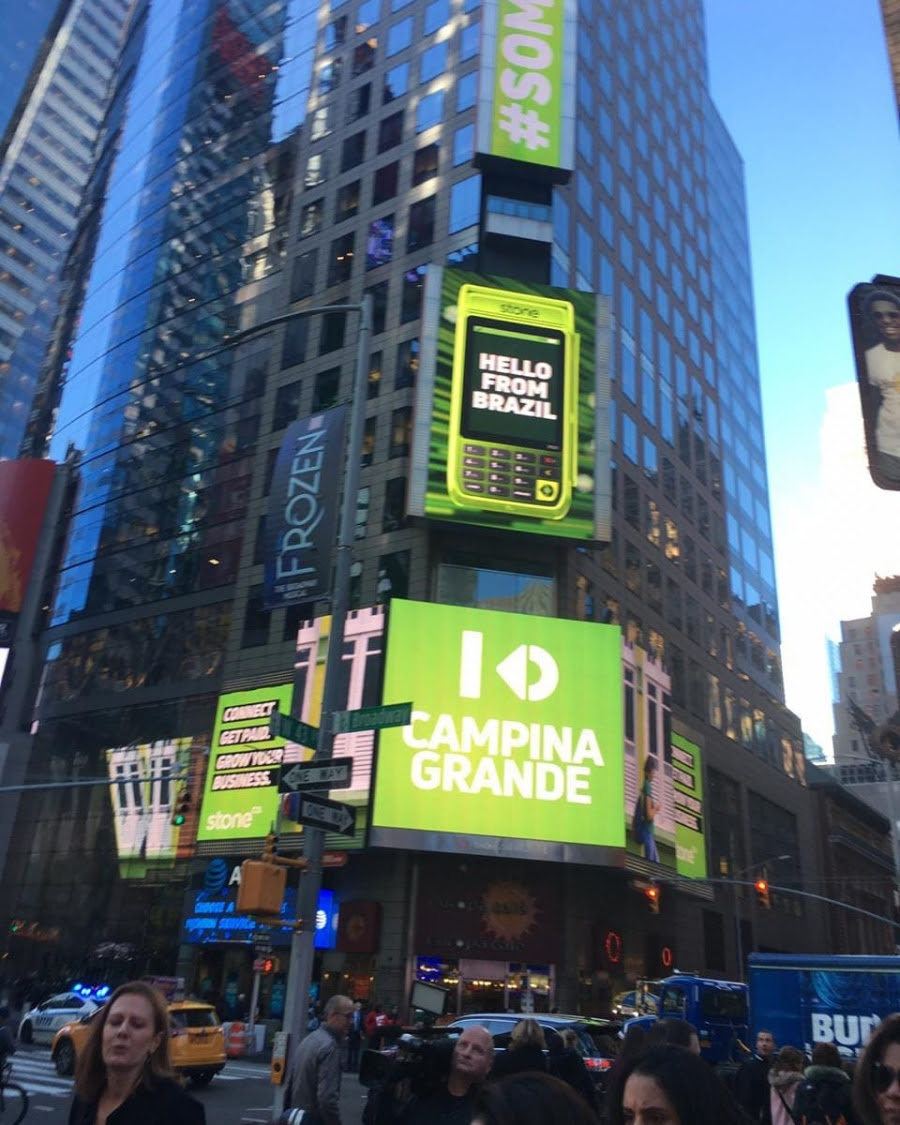 #SOM
stone
HELLO
FROM
BRAZIL
FROZEN
THE BROADWAY
MUSICAL
CONNECT.
GET PAID.
GROW YOUR
BUSINESS.
stone
Broadway
ONE WAY
ONE WAY
I
CAMPINA
GRANDE
BUD